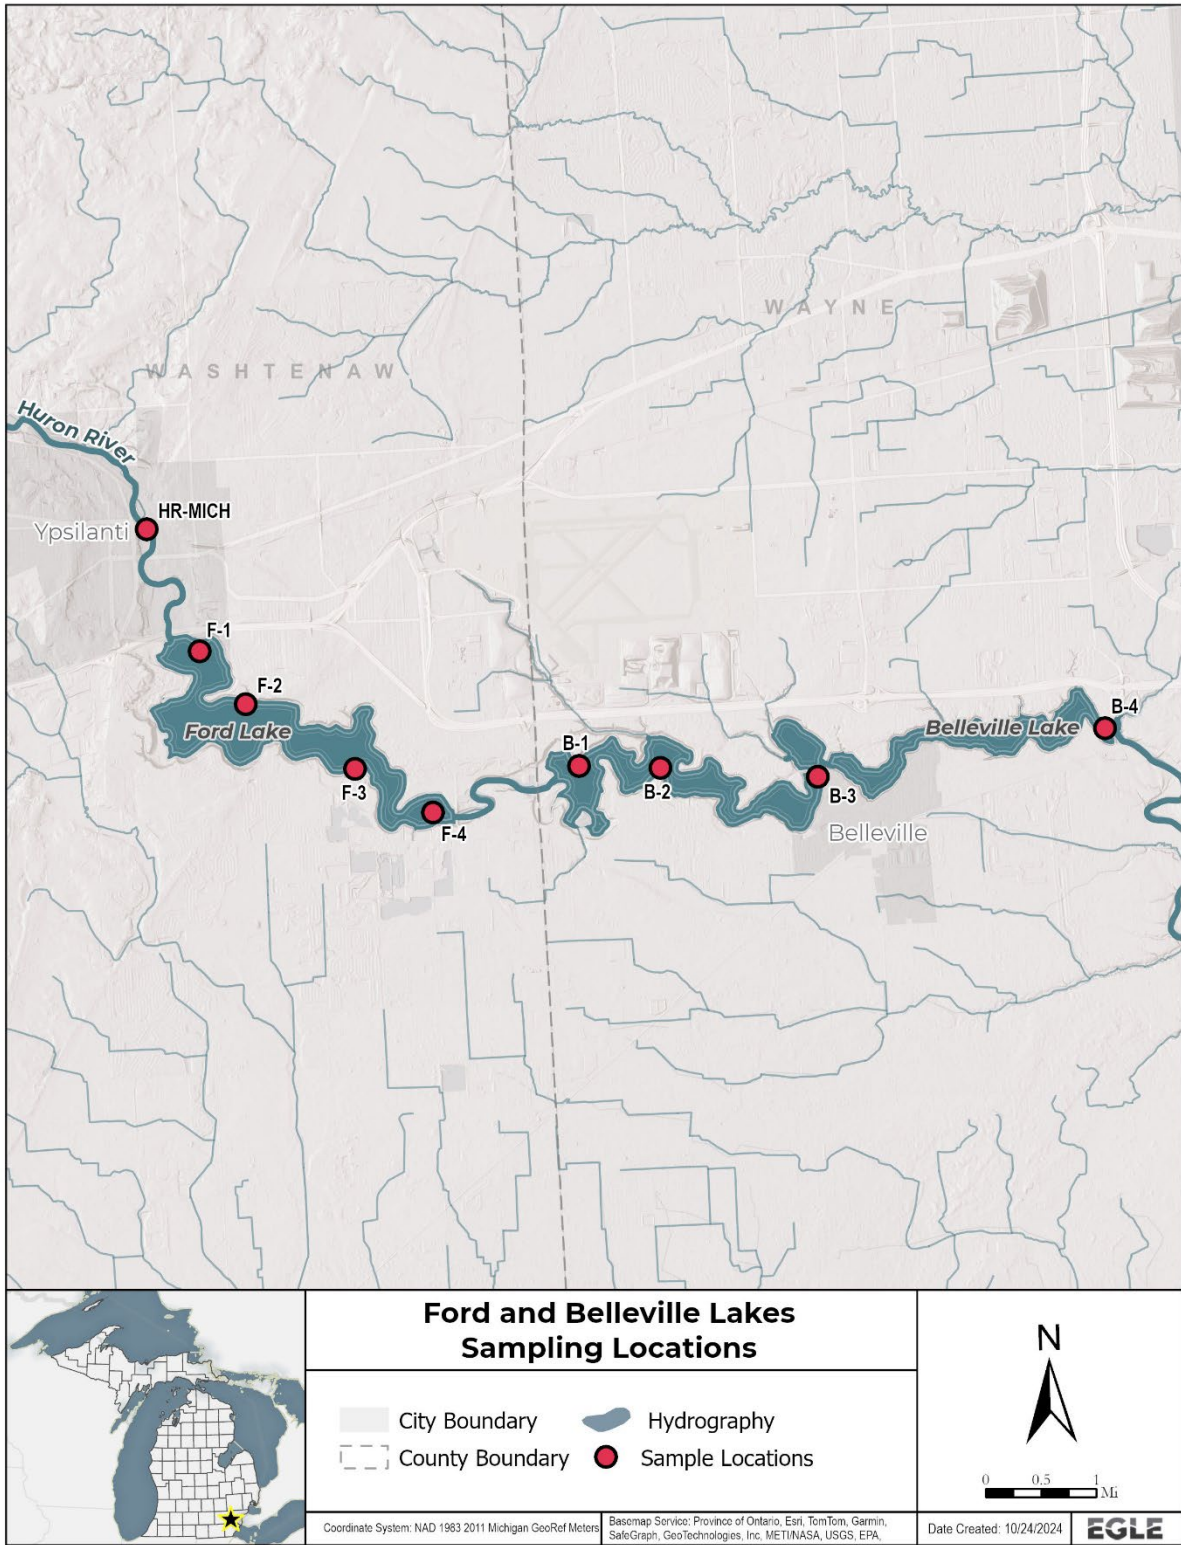 WAYNE
WASHTENAW
Huron River
HR-MICH
Ypsilanti
F-1
F-2
Ford Lake
F-3
F-4
B-1
B-2
B-3
Belleville Lake
B-4
Belleville
Ford and Belleville Lakes
Sampling Locations
City Boundary
Hydrography
County Boundary
Sample Locations
N
0 0.5 1
Mi
Coordinate System: NAD 1983 2011 Michigan GeoRef Meters
Basemap Service: Province of Ontario, Esri, TomTom, Garmin,
SafeGraph, GeoTechnologies, Inc, METI/NASA, USGS, EPA,
Date Created: 10/24/2024
EGLE